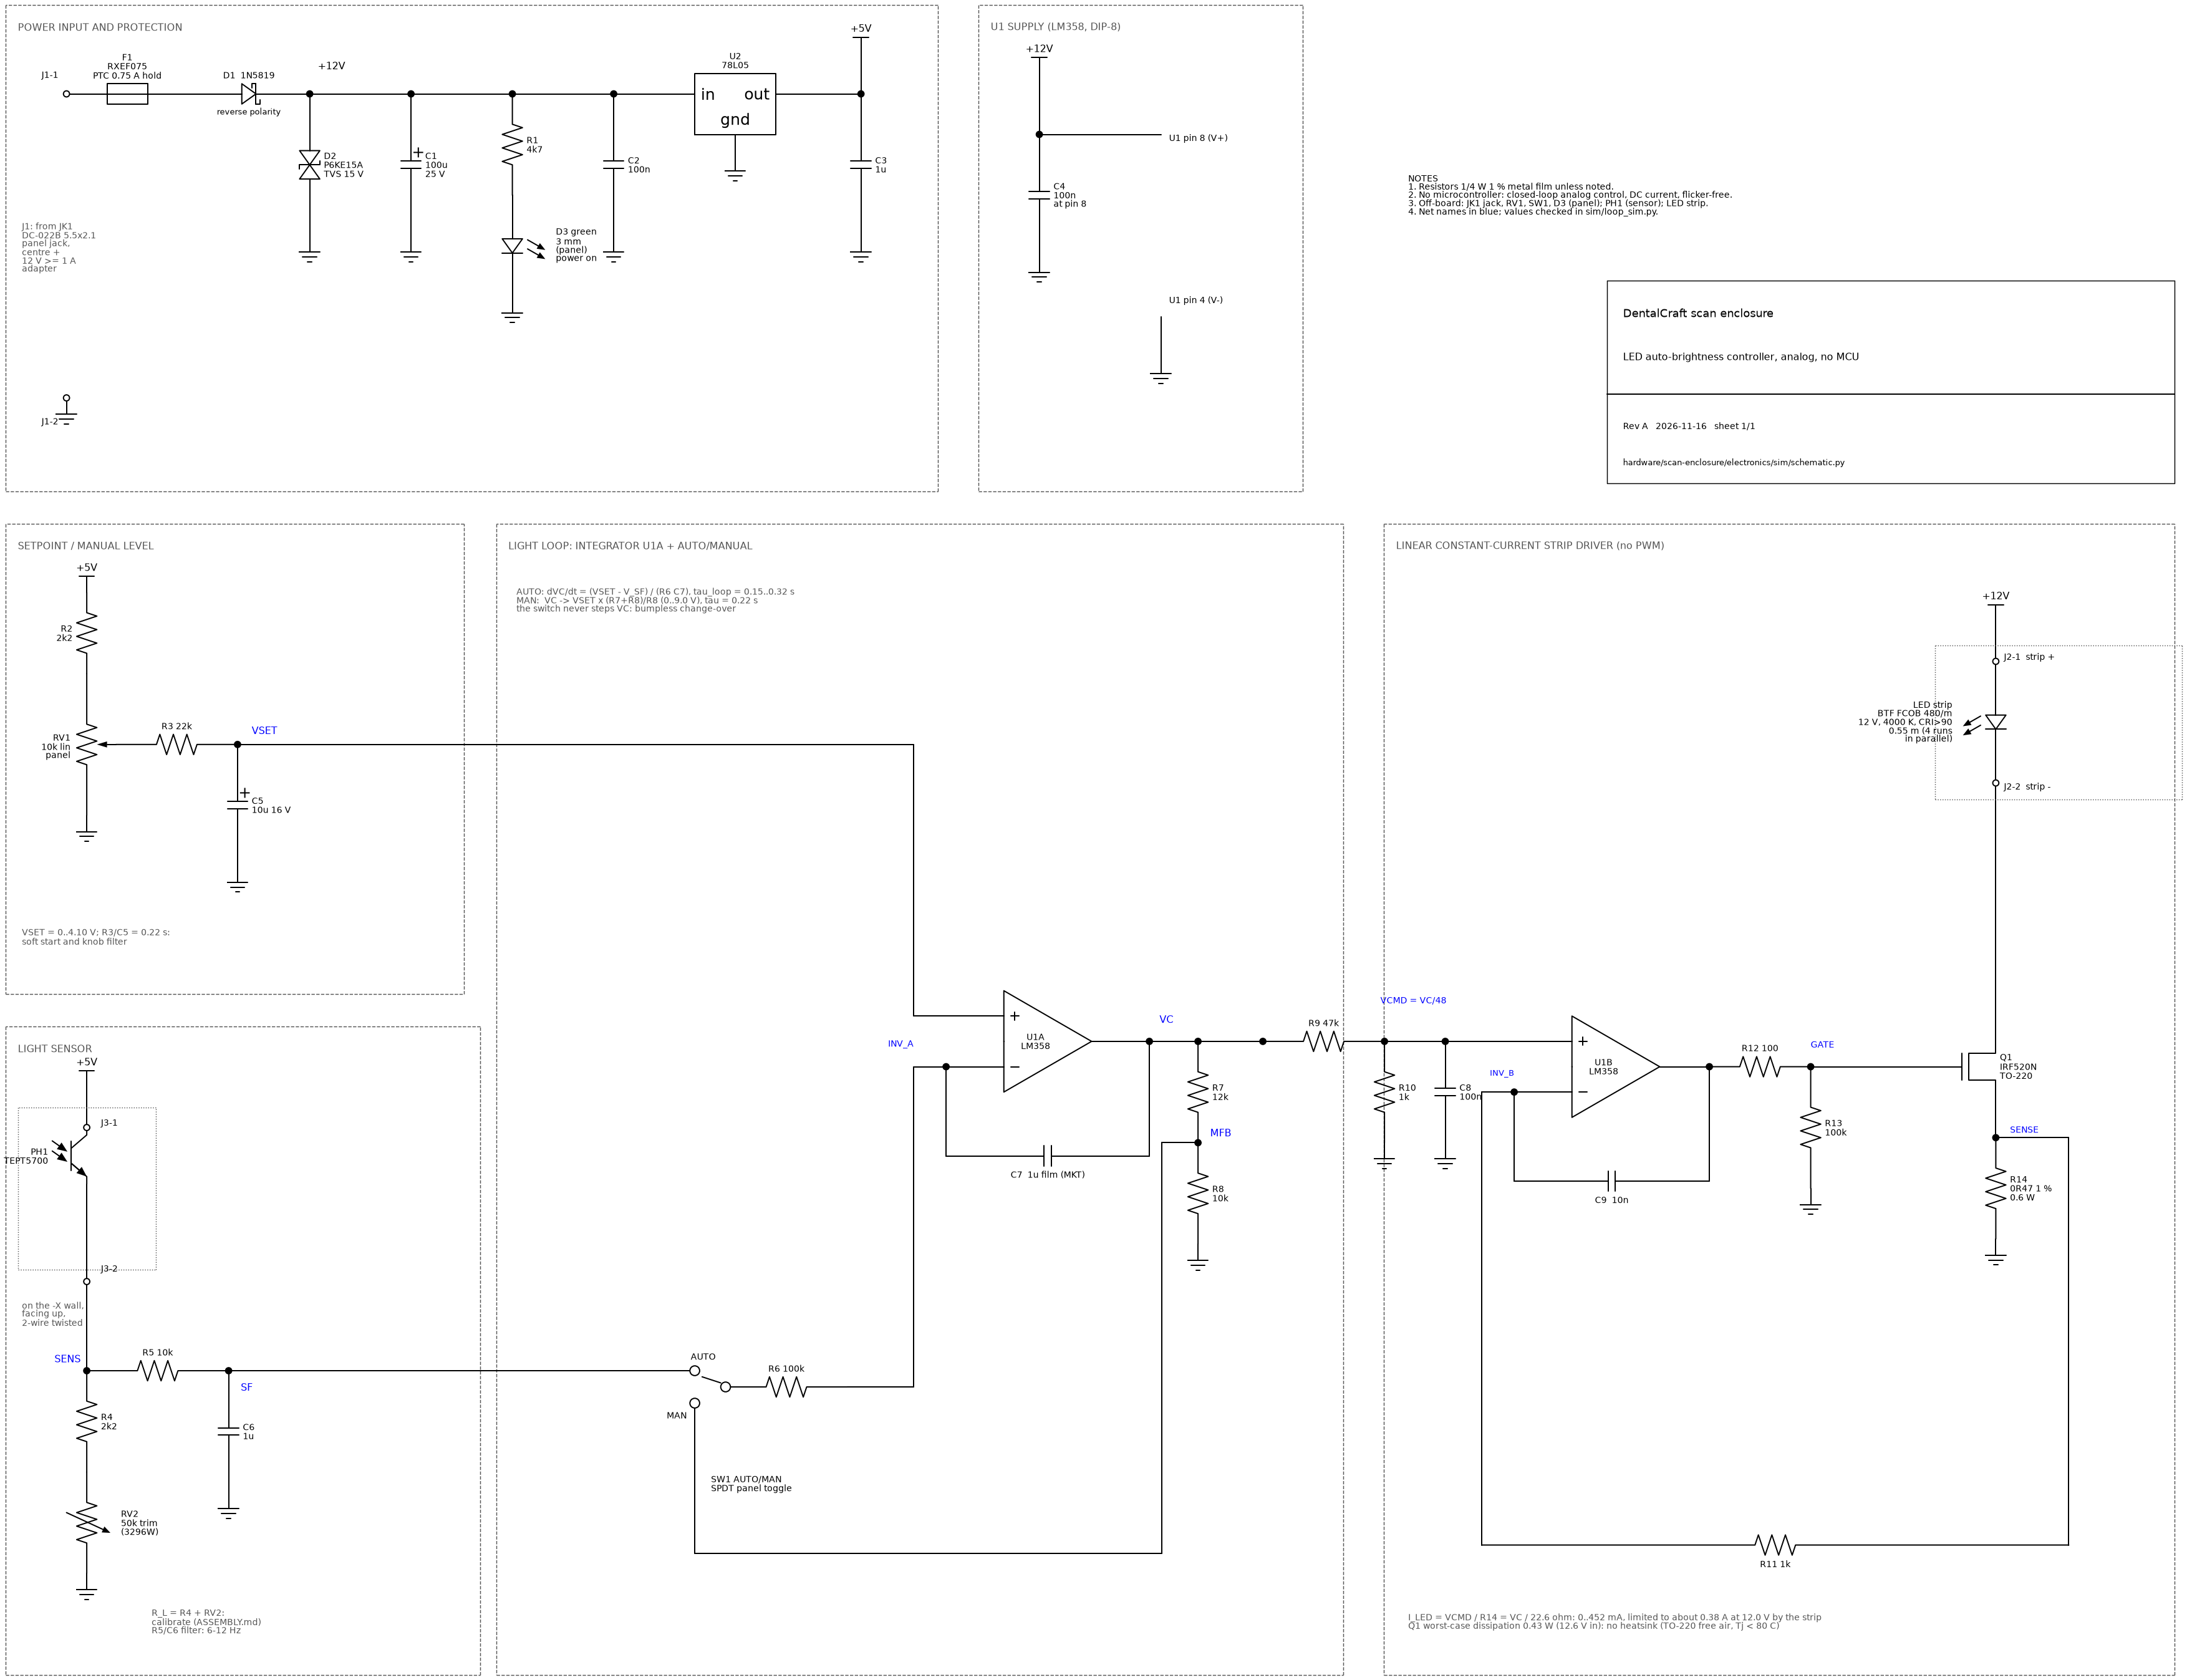 POWER INPUT AND PROTECTION
J1-1
F1
RXEF075
PTC 0.75 A hold
D1  1N5819
reverse polarity
+12V
D2
P6KE15A
TVS 15 V
+
C1
100u
25 V
R1
4k7
D3 green
3 mm
(panel)
power on
C2
100n
U2
78L05
in
out
gnd
+5V
C3
1u
J1: from JK1
DC-022B 5.5x2.1
panel jack,
centre +
12 V >= 1 A
adapter
J1-2
U1 SUPPLY (LM358, DIP-8)
+12V
U1 pin 8 (V+)
C4
100n
at pin 8
U1 pin 4 (V-)
NOTES
1. Resistors 1/4 W 1 % metal film unless noted.
2. No microcontroller: closed-loop analog control, DC current, flicker-free.
3. Off-board: JK1 jack, RV1, SW1, D3 (panel); PH1 (sensor); LED strip.
4. Net names in blue; values checked in sim/loop_sim.py.
DentalCraft scan enclosure
LED auto-brightness controller, analog, no MCU
Rev A   2026-11-16   sheet 1/1
hardware/scan-enclosure/electronics/sim/schematic.py
SETPOINT / MANUAL LEVEL
+5V
R2
2k2
RV1
10k lin
panel
R3 22k
VSET
+
C5
10u 16 V
VSET = 0..4.10 V; R3/C5 = 0.22 s:
soft start and knob filter
LIGHT SENSOR
+5V
J3-1
PH1
TEPT5700
J3-2
on the -X wall,
facing up,
2-wire twisted
SENS
R5 10k
SF
R4
2k2
C6
1u
RV2
50k trim
(3296W)
R_L = R4 + RV2:
calibrate (ASSEMBLY.md)
R5/C6 filter: 6-12 Hz
LIGHT LOOP: INTEGRATOR U1A + AUTO/MANUAL
AUTO: dVC/dt = (VSET - V_SF) / (R6 C7), tau_loop = 0.15..0.32 s
MAN:  VC -> VSET x (R7+R8)/R8 (0..9.0 V), tau = 0.22 s
the switch never steps VC: bumpless change-over
INV_A
+
−
U1A
LM358
VC
C7  1u film (MKT)
R7
12k
MFB
R8
10k
R9 47k
AUTO
MAN
R6 100k
SW1 AUTO/MAN
SPDT panel toggle
LINEAR CONSTANT-CURRENT STRIP DRIVER (no PWM)
+12V
J2-1  strip +
LED strip
BTF FCOB 480/m
12 V, 4000 K, CRI>90
0.55 m (4 runs
in parallel)
J2-2  strip -
VCMD = VC/48
R10
1k
C8
100n
INV_B
+
−
U1B
LM358
C9  10n
R12 100
GATE
R13
100k
Q1
IRF520N
TO-220
SENSE
R14
0R47 1 %
0.6 W
R11 1k
I_LED = VCMD / R14 = VC / 22.6 ohm; 0..452 mA, limited to about 0.38 A at 12.0 V by the strip
Q1 worst-case dissipation 0.43 W (12.6 V in): no heatsink (TO-220 free air, Tj < 80 C)